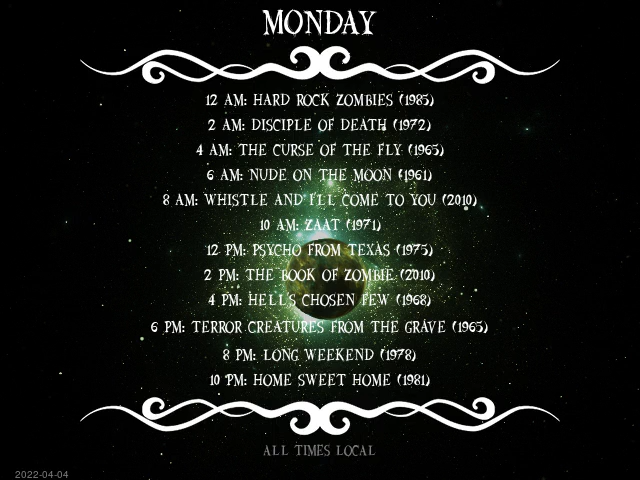 MONDAY
12 AM: HARD ROCK ZOMBIES (1985)
2 AM: DISCIPLE OF DEATH (1972)
4 AM: THE CURSE OF THE FLY (1965)
6 AM: NUDE ON THE MOON (1961)
8 AM: WHISTLE AND I'LL COME TO YOU (2010)
10 AM: ZAAT (1971)
12 PM: PSYCHO FROM TEXAS (1975)
2 PM: THE BOOK OF ZOMBIE (2010)
4 PM: HELL'S CHOSEN FEW (1968)
6 PM: TERROR CREATURES FROM THE GRAVE (1965)
8 PM: LONG WEEKEND (1978)
10 PM: HOME SWEET HOME (1981)
ALL TIMES LOCAL
2022-04-04